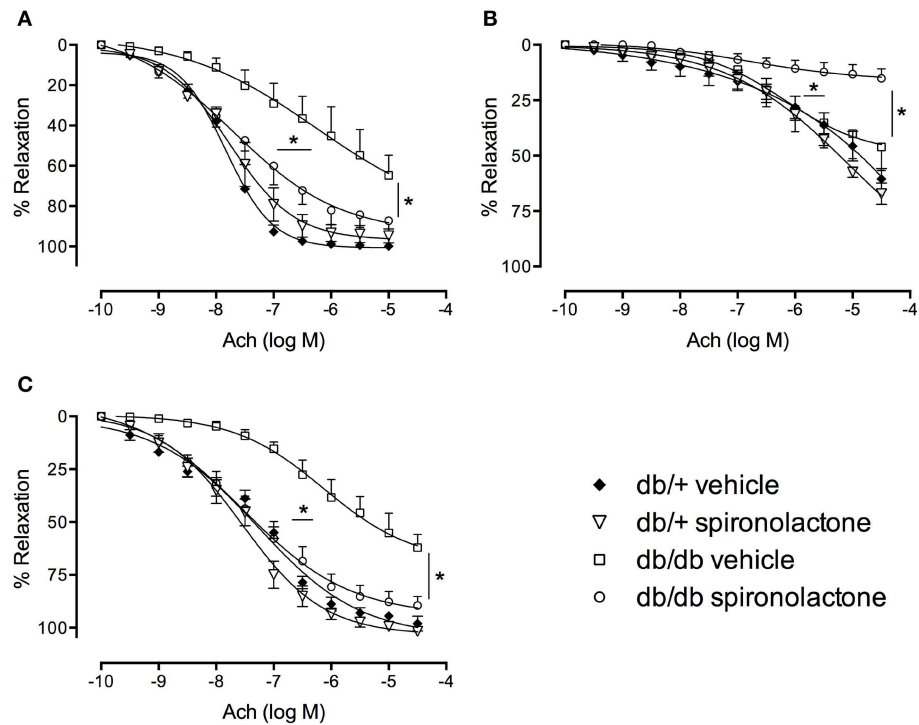 A
0
20
40
60
80
100
% Relaxation
*
*
-10 -9 -8 -7 -6 -5 -4
Ach (log M)
B
0
25
50
75
100
% Relaxation
*
*
-10 -9 -8 -7 -6 -5 -4
Ach (log M)
C
0
25
50
75
100
% Relaxation
*
*
-10 -9 -8 -7 -6 -5 -4
Ach (log M)
db/+ vehicle
db/+ spironolactone
db/db vehicle
db/db spironolactone